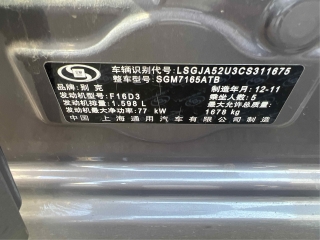 车辆识别代号: LSGJA52U3CS311675
整车型号: SGM7165ATB
品牌: 别克 制造年月: 12-11
发动机型号: F16D3 乘坐人数: 5
发动机排量: 1.598 L 最大允许总质量:
发动机最大净功率: 77 kW 1678 kg
中国 上海通用汽车有限公司制造